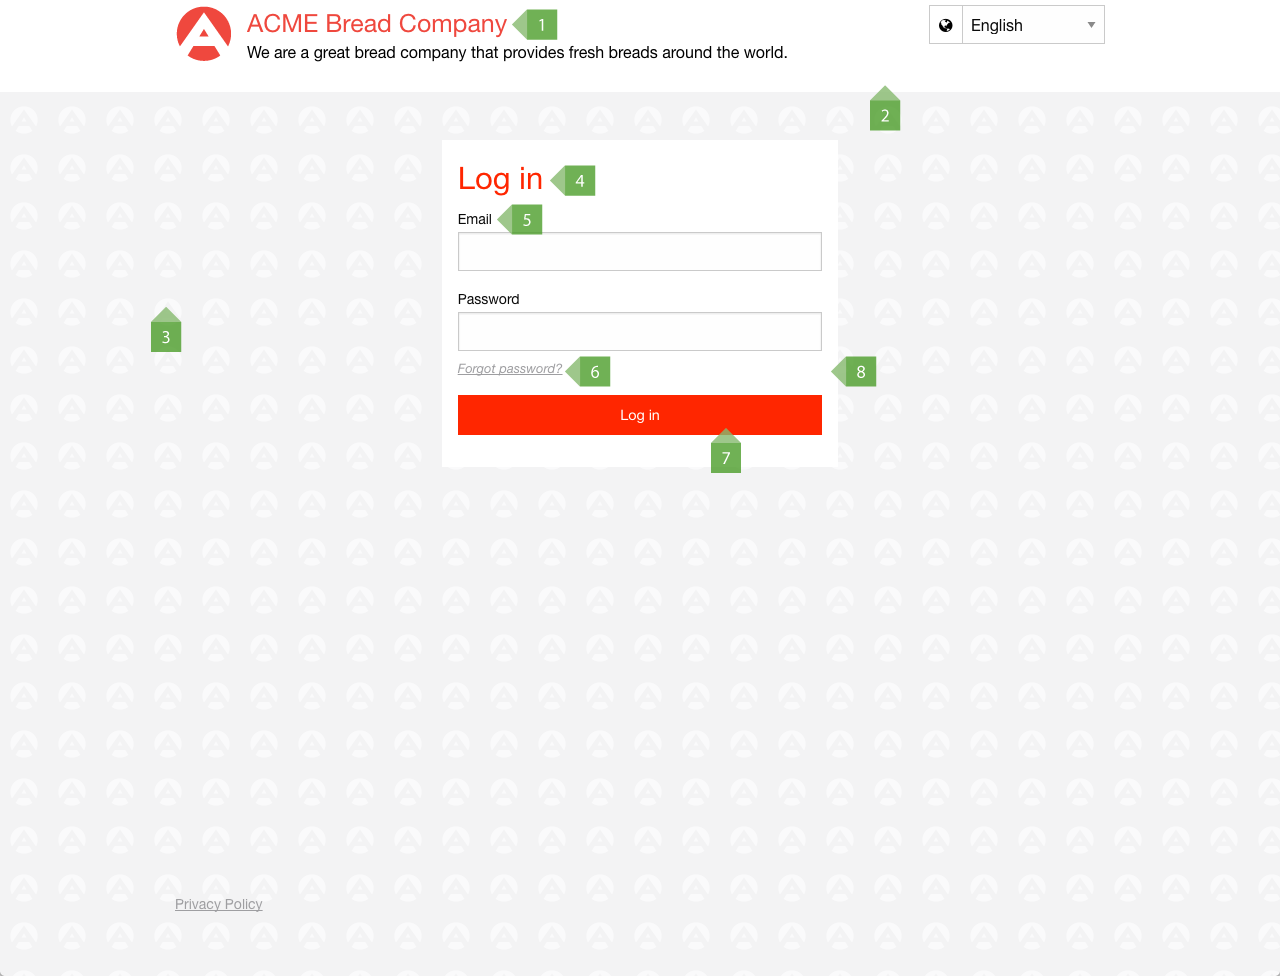 ACME Bread Company 1
We are a great bread company that provides fresh breads around the world.
English
2
Log in 4
Email 5
Password
3
Forgot password? 6
8
Log in
7
Privacy Policy